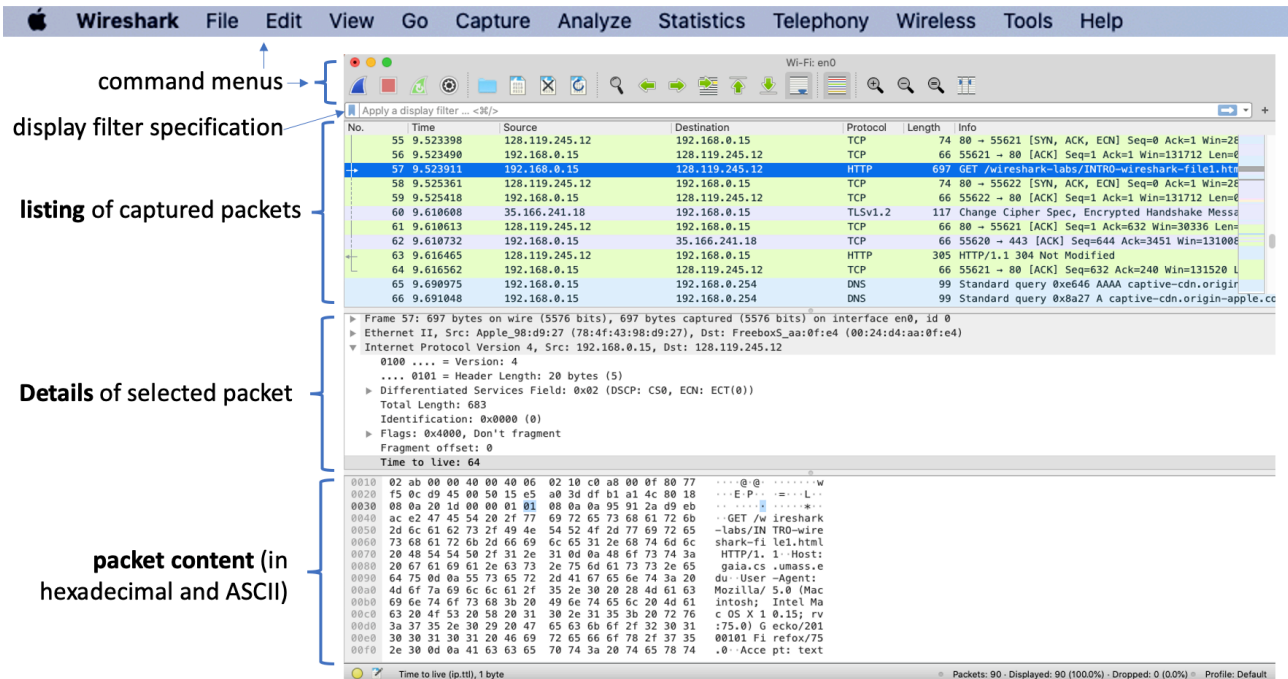 Wireshark File Edit View Go Capture Analyze Statistics Telephony Wireless Tools Help
command menus
display filter specification
listing of captured packets
Details of selected packet
packet content (in
hexadecimal and ASCII)
Wi-Fi: en0
Apply a display filter ... <⌘/>
No. Time Source Destination Protocol Length Info
55 9.523398 128.119.245.12 192.168.0.15 TCP 74 80 → 55621 [SYN, ACK, ECN] Seq=0 Ack=1 Win=28
56 9.523490 192.168.0.15 128.119.245.12 TCP 66 55621 → 80 [ACK] Seq=1 Ack=1 Win=131712 Len=0
57 9.523911 192.168.0.15 128.119.245.12 HTTP 697 GET /wireshark-labs/INTRO-wireshark-file1.htm
58 9.525361 128.119.245.12 192.168.0.15 TCP 74 80 → 55622 [SYN, ACK, ECN] Seq=0 Ack=1 Win=28
59 9.525418 192.168.0.15 128.119.245.12 TCP 66 55622 → 80 [ACK] Seq=1 Ack=1 Win=131712 Len=0
60 9.610608 35.166.241.18 192.168.0.15 TLSv1.2 117 Change Cipher Spec, Encrypted Handshake Messa
61 9.610613 128.119.245.12 192.168.0.15 TCP 66 80 → 55621 [ACK] Seq=1 Ack=632 Win=30336 Len=
62 9.610732 192.168.0.15 35.166.241.18 TCP 66 55620 → 443 [ACK] Seq=644 Ack=3451 Win=131008
63 9.616465 128.119.245.12 192.168.0.15 HTTP 305 HTTP/1.1 304 Not Modified
64 9.616562 192.168.0.15 128.119.245.12 TCP 66 55621 → 80 [ACK] Seq=632 Ack=240 Win=131520 L
65 9.690975 192.168.0.15 192.168.0.254 DNS 99 Standard query 0xe646 AAAA captive-cdn.origin
66 9.691048 192.168.0.15 192.168.0.254 DNS 99 Standard query 0x8a27 A captive-cdn.origin-apple.co
Frame 57: 697 bytes on wire (5576 bits), 697 bytes captured (5576 bits) on interface en0, id 0
Ethernet II, Src: Apple_98:d9:27 (78:4f:43:98:d9:27), Dst: FreeboxS_aa:0f:e4 (00:24:d4:aa:0f:e4)
Internet Protocol Version 4, Src: 192.168.0.15, Dst: 128.119.245.12
0100 .... = Version: 4
.... 0101 = Header Length: 20 bytes (5)
Differentiated Services Field: 0x02 (DSCP: CS0, ECN: ECT(0))
Total Length: 683
Identification: 0x0000 (0)
Flags: 0x4000, Don't fragment
Fragment offset: 0
Time to live: 64
0010 02 ab 00 00 40 00 40 06 02 10 c0 a8 00 0f 80 77 ····@·@· ·······w
0020 f5 0c d9 45 00 50 15 e5 a0 3d df b1 a1 4c 80 18 ···E·P·· ·=···L··
0030 08 0a 20 1d 00 00 01 01 08 0a 0a 95 91 2a d9 eb ·· ····· ·····*··
0040 ac e2 47 45 54 20 2f 77 69 72 65 73 68 61 72 6b ··GET /w ireshark
0050 2d 6c 61 62 73 2f 49 4e 54 52 4f 2d 77 69 72 65 -labs/IN TRO-wire
0060 73 68 61 72 6b 2d 66 69 6c 65 31 2e 68 74 6d 6c shark-fi le1.html
0070 20 48 54 54 50 2f 31 2e 31 0d 0a 48 6f 73 74 3a HTTP/1. 1··Host:
0080 20 67 61 69 61 2e 63 73 2e 75 6d 61 73 73 2e 65 gaia.cs .umass.e
0090 64 75 0d 0a 55 73 65 72 2d 41 67 65 6e 74 3a 20 du··User -Agent:
00a0 4d 6f 7a 69 6c 6c 61 2f 35 2e 30 20 28 4d 61 63 Mozilla/ 5.0 (Mac
00b0 69 6e 74 6f 73 68 3b 20 49 6e 74 65 6c 20 4d 61 intosh; Intel Ma
00c0 63 20 4f 53 20 58 20 31 30 2e 31 35 3b 20 72 76 c OS X 1 0.15; rv
00d0 3a 37 35 2e 30 29 20 47 65 63 6b 6f 2f 32 30 31 :75.0) G ecko/201
00e0 30 30 31 30 31 20 46 69 72 65 66 6f 78 2f 37 35 00101 Fi refox/75
00f0 2e 30 0d 0a 41 63 63 65 70 74 3a 20 74 65 78 74 .0··Acce pt: text
Time to live (ip.ttl), 1 byte
Packets: 90 · Displayed: 90 (100.0%) · Dropped: 0 (0.0%)
Profile: Default